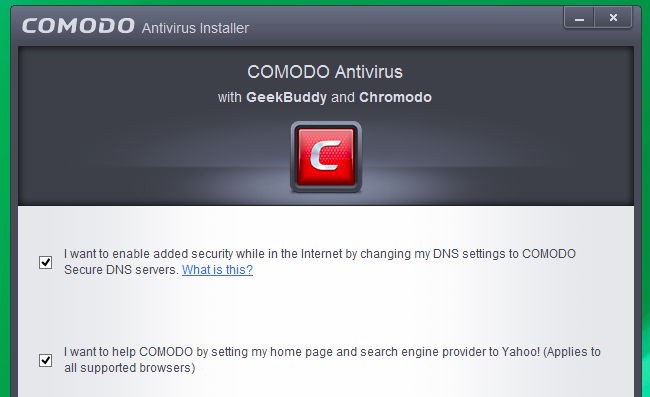 COMODO Antivirus Installer
COMODO Antivirus
with GeekBuddy and Chromodo
C
I want to enable added security while in the Internet by changing my DNS settings to COMODO
Secure DNS servers. What is this?
I want to help COMODO by setting my home page and search engine provider to Yahoo! (Applies to
all supported browsers)